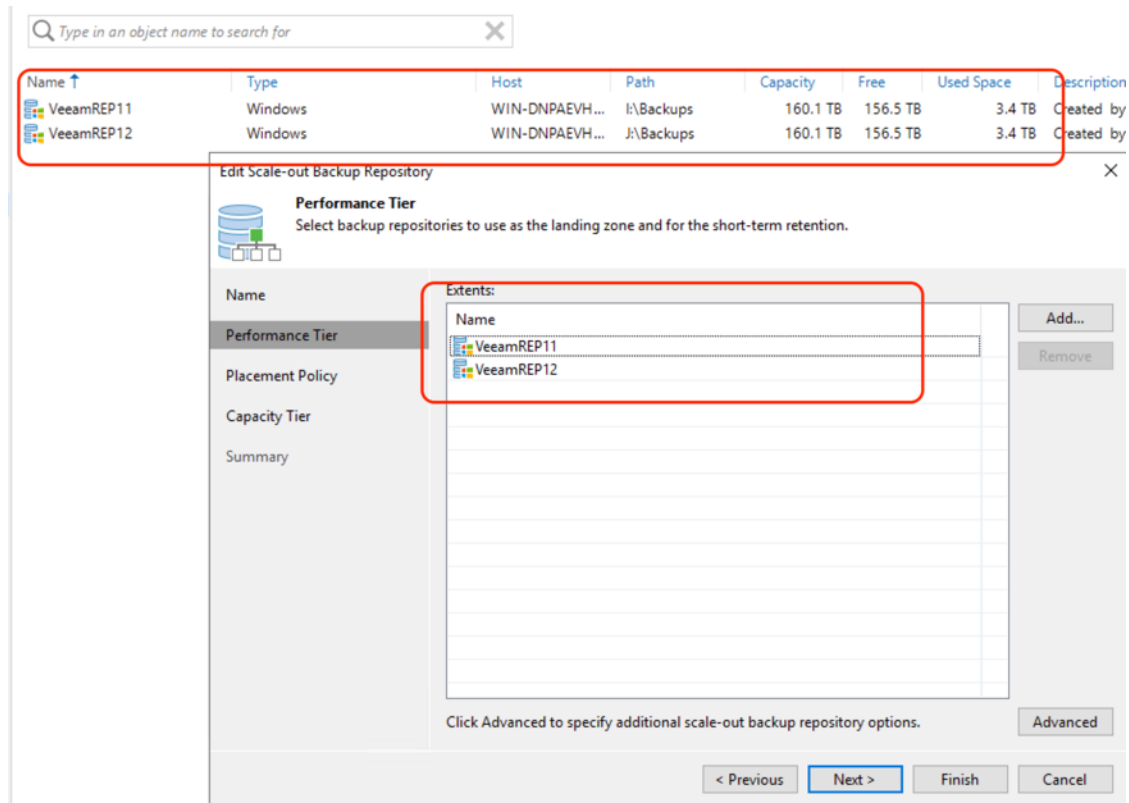 Type in an object name to search for
Name Type Host Path Capacity Free Used Space Description
VeeamREP11 Windows WIN-DNPAEVH... I:\Backups 160.1 TB 156.5 TB 3.4 TB Created by
VeeamREP12 Windows WIN-DNPAEVH... J:\Backups 160.1 TB 156.5 TB 3.4 TB Created by
Edit Scale-out Backup Repository
Performance Tier
Select backup repositories to use as the landing zone and for the short-term retention.
Name
Performance Tier
Placement Policy
Capacity Tier
Summary
Extents:
Name
VeeamREP11
VeeamREP12
Add...
Remove
Click Advanced to specify additional scale-out backup repository options.
Advanced
< Previous Next > Finish Cancel